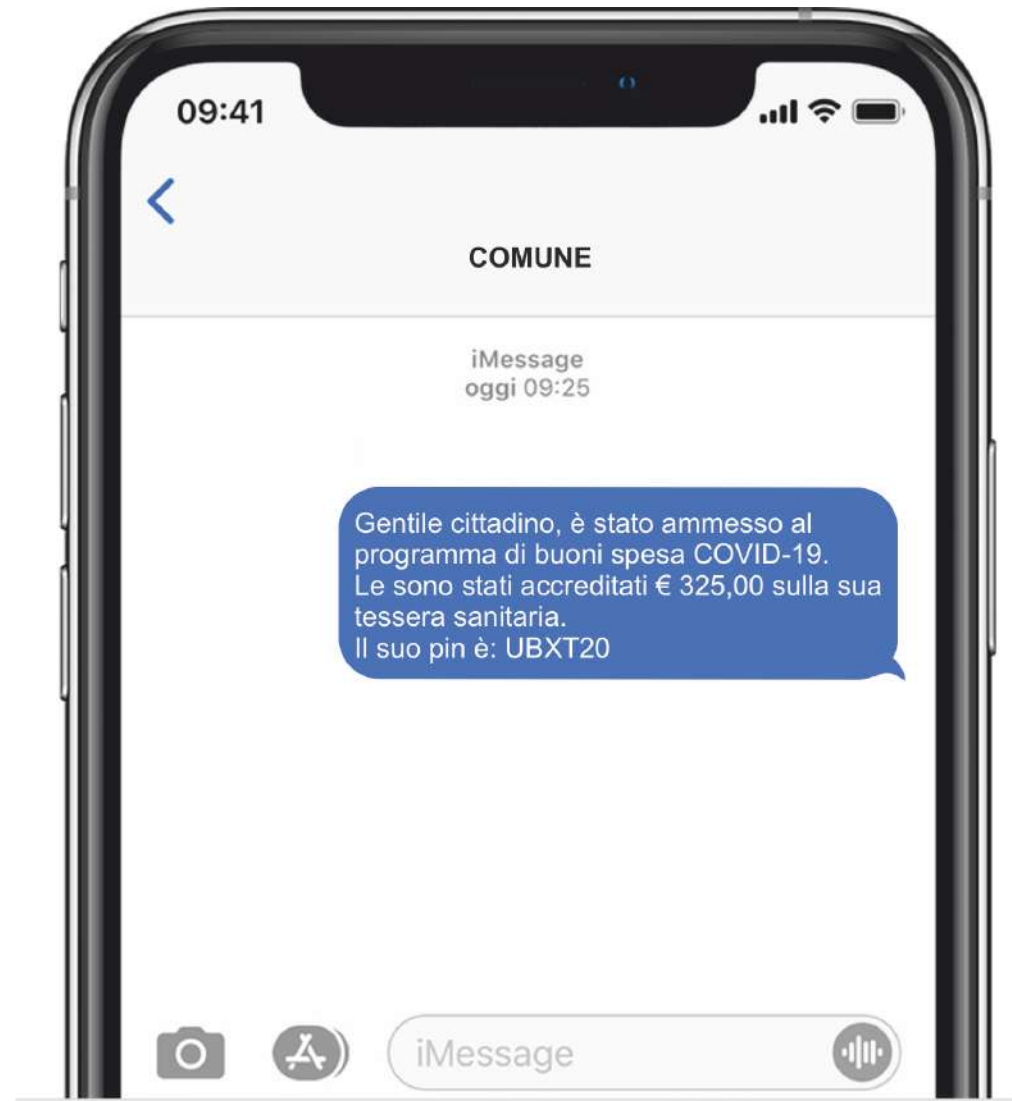 09:41
COMUNE
iMessage
oggi 09:25
Gentile cittadino, è stato ammesso al
programma di buoni spesa COVID-19.
Le sono stati accreditati € 325,00 sulla sua
tessera sanitaria.
Il suo pin è: UBXT20
iMessage